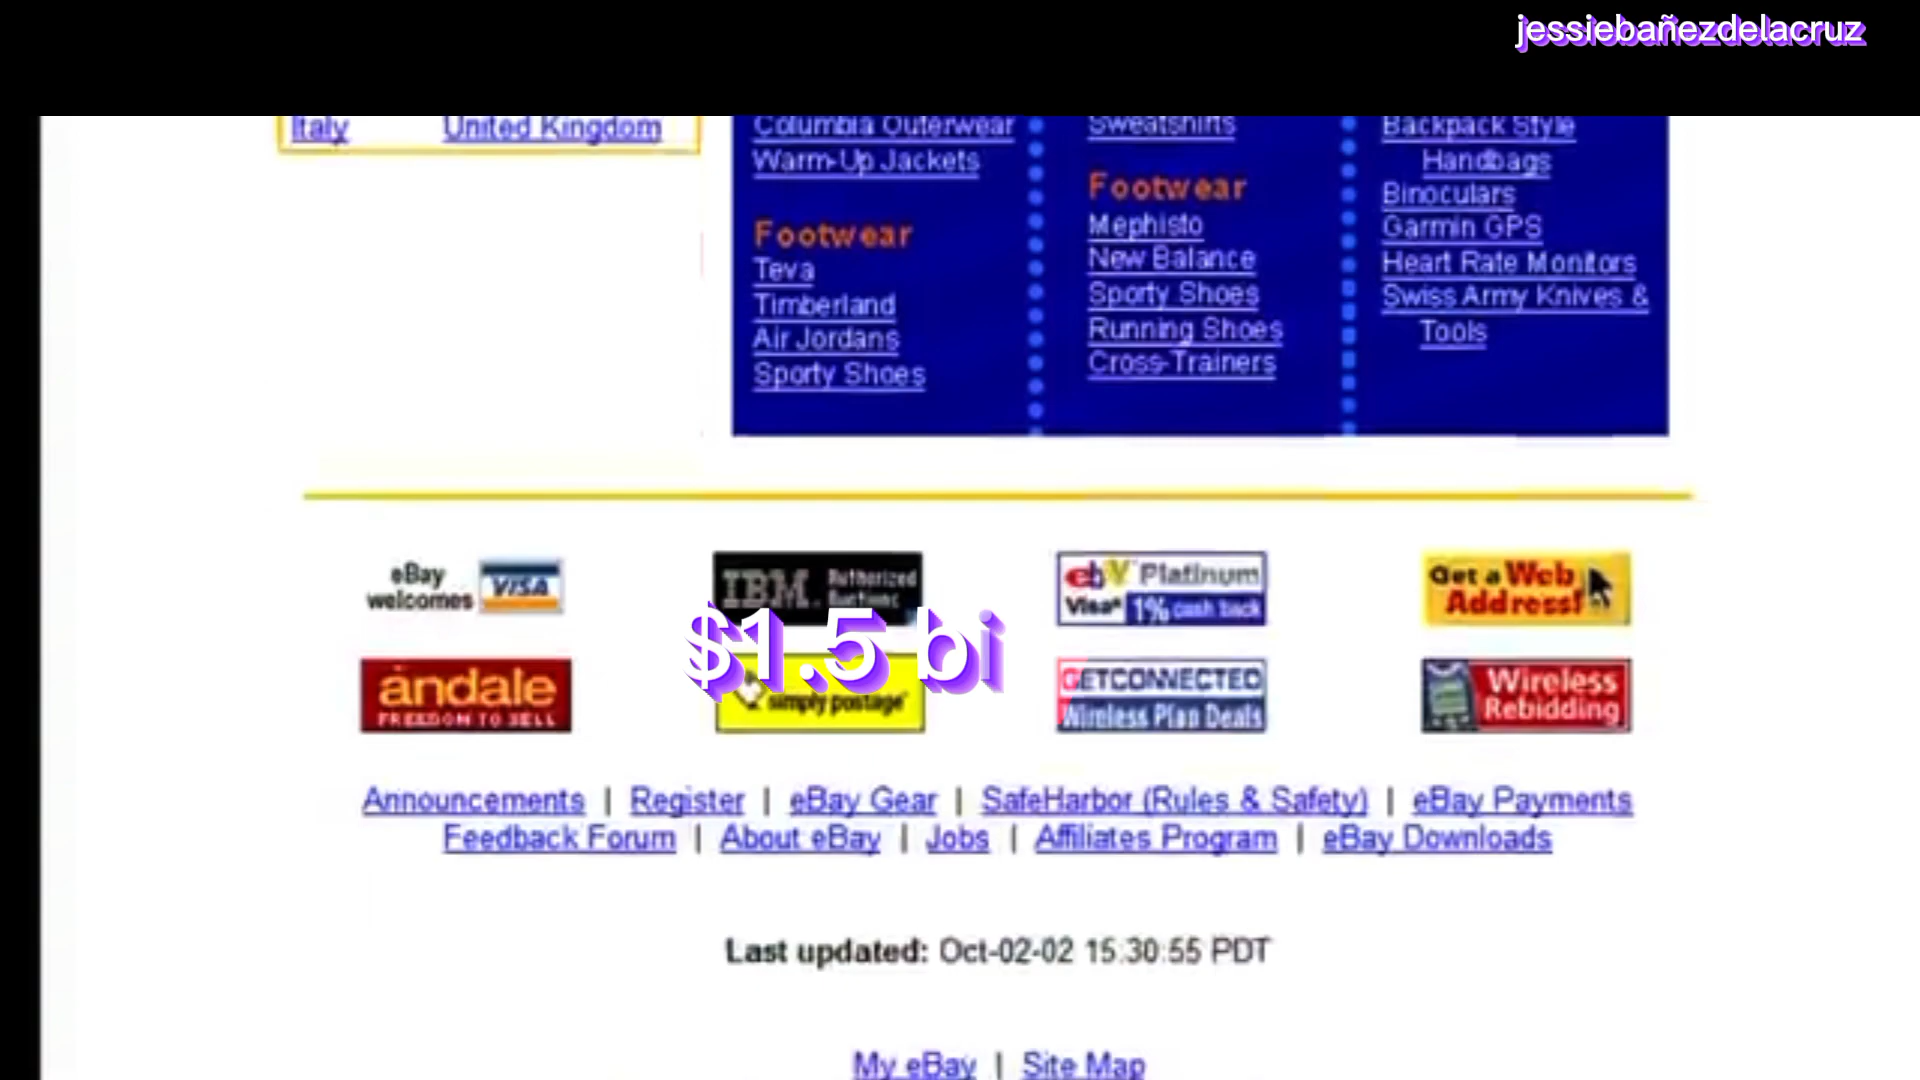 jessiebañezdelacruz
Italy United Kingdom
Columbia Outerwear
Warm-Up Jackets
Footwear
Teva
Timberland
Air Jordans
Sporty Shoes
Sweatshirts
Footwear
Mephisto
New Balance
Sporty Shoes
Running Shoes
Cross-Trainers
Backpack Style
Handbags
Binoculars
Garmin GPS
Heart Rate Monitors
Swiss Army Knives &
Tools
eBay
welcomes VISA
IBM. Authorized
Auctions
ebY Platinum
Visa® 1% cash back
Get a Web
Address!
$1.5 bi
andale
FREEDOM TO SELL
simply postage
GETCONNECTED
Wireless Plan Deals
Wireless
Rebidding
Announcements | Register | eBay Gear | SafeHarbor (Rules & Safety) | eBay Payments
Feedback Forum | About eBay | Jobs | Affiliates Program | eBay Downloads
Last updated: Oct-02-02 15:30:55 PDT
My eBay | Site Map